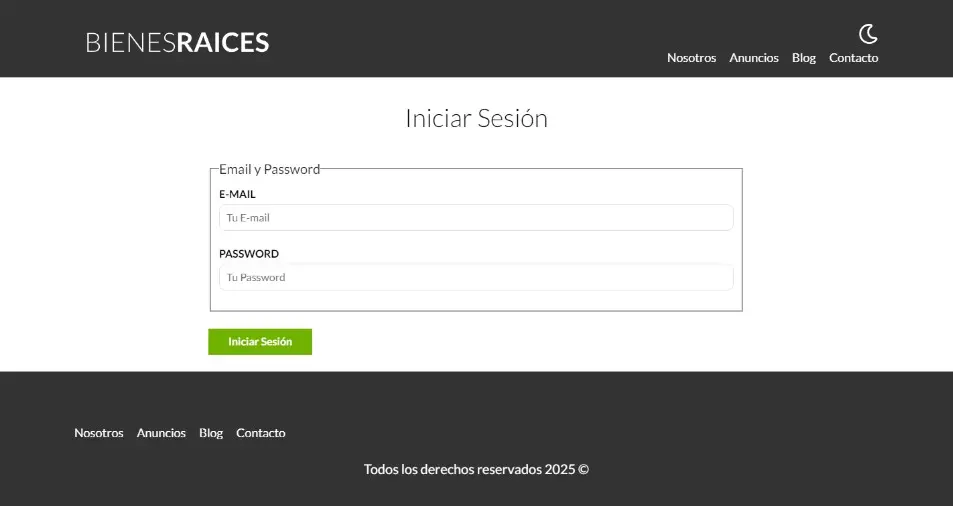 BIENESRAICES
Nosotros Anuncios Blog Contacto
Iniciar Sesión
Email y Password
E-MAIL
Tu E-mail
PASSWORD
Tu Password
Iniciar Sesión
Nosotros Anuncios Blog Contacto
Todos los derechos reservados 2025 ©